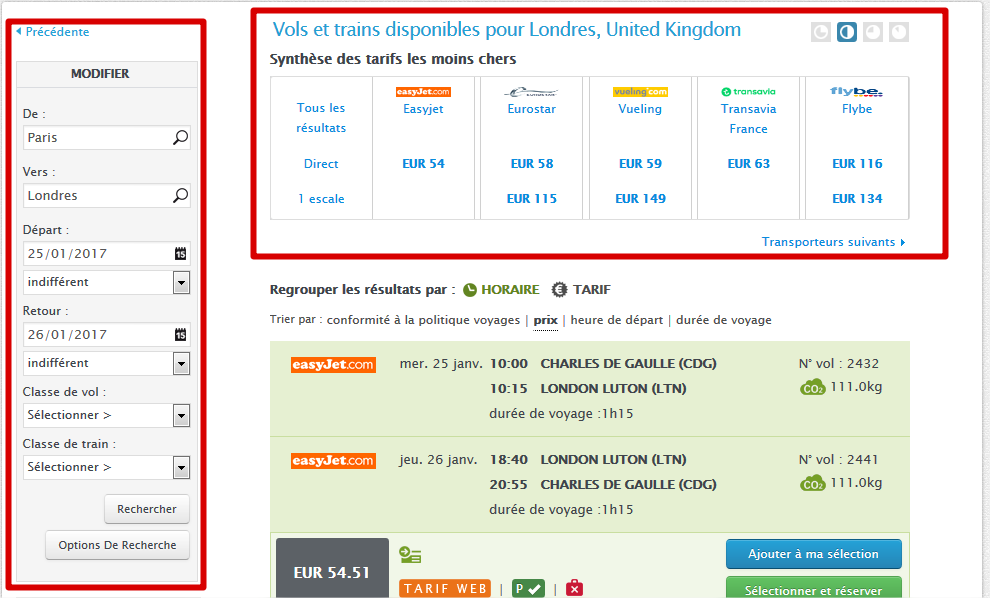 Précédente
MODIFIER
De :
Paris
Vers :
Londres
Départ :
25/01/2017
15
indifférent
Retour :
26/01/2017
15
indifférent
Classe de vol :
Sélectionner >
Classe de train :
Sélectionner >
Rechercher
Options De Recherche
Vols et trains disponibles pour Londres, United Kingdom
Synthèse des tarifs les moins chers
easyJet.com
vueling.com
transavia
flybe.
Tous les résultats
Easyjet
Eurostar
Vueling
Transavia France
Flybe
Direct
EUR 54
EUR 58
EUR 59
EUR 63
EUR 116
1 escale
EUR 115
EUR 149
EUR 134
Transporteurs suivants
Regrouper les résultats par : HORAIRE € TARIF
Trier par : conformité à la politique voyages | prix | heure de départ | durée de voyage
easyJet.com mer. 25 janv. 10:00 CHARLES DE GAULLE (CDG) N° vol : 2432
10:15 LONDON LUTON (LTN) CO2 111.0kg
durée de voyage :1h15
easyJet.com jeu. 26 janv. 18:40 LONDON LUTON (LTN) N° vol : 2441
20:55 CHARLES DE GAULLE (CDG) CO2 111.0kg
durée de voyage :1h15
EUR 54.51
Ajouter à ma sélection
TARIF WEB | P |
Sélectionner et réserver